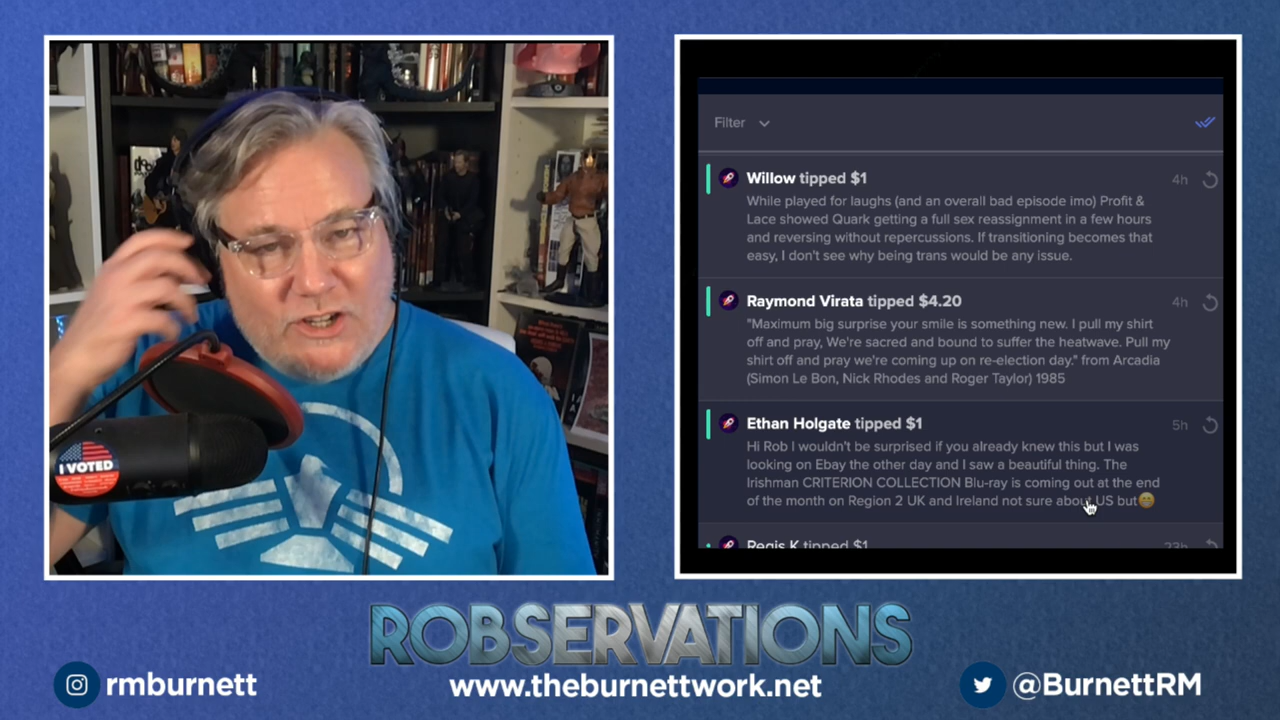 Filter
Willow tipped $1
4h
While played for laughs (and an overall bad episode imo) Profit &
Lace showed Quark getting a full sex reassignment in a few hours
and reversing without repercussions. If transitioning becomes that
easy, I don't see why being trans would be any issue.
Raymond Virata tipped $4.20
4h
"Maximum big surprise your smile is something new. I pull my shirt
off and pray, We're sacred and bound to suffer the heatwave. Pull my
shirt off and pray we're coming up on re-election day." from Arcadia
(Simon Le Bon, Nick Rhodes and Roger Taylor) 1985
Ethan Holgate tipped $1
5h
Hi Rob I wouldn't be surprised if you already knew this but I was
looking on Ebay the other day and I saw a beautiful thing. The
Irishman CRITERION COLLECTION Blu-ray is coming out at the end
of the month on Region 2 UK and Ireland not sure about US but😁
Regis K tipped $1
23h
I VOTED
ROBSERVATIONS
rmburnett
www.theburnettwork.net
@BurnettRM